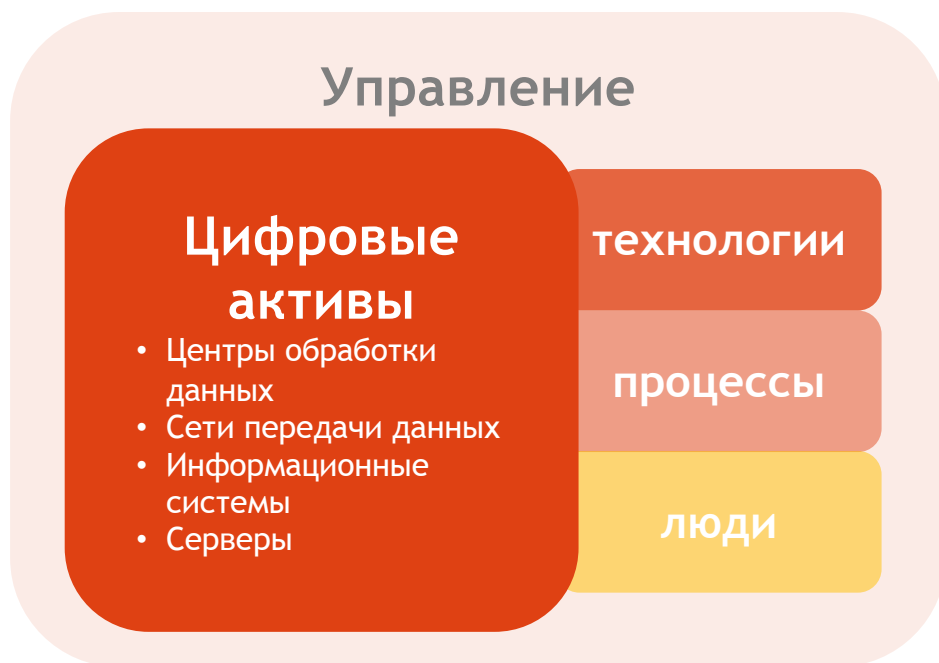 Управление
Цифровые
активы
• Центры обработки
данных
• Сети передачи данных
• Информационные
системы
• Серверы
технологии
процессы
люди